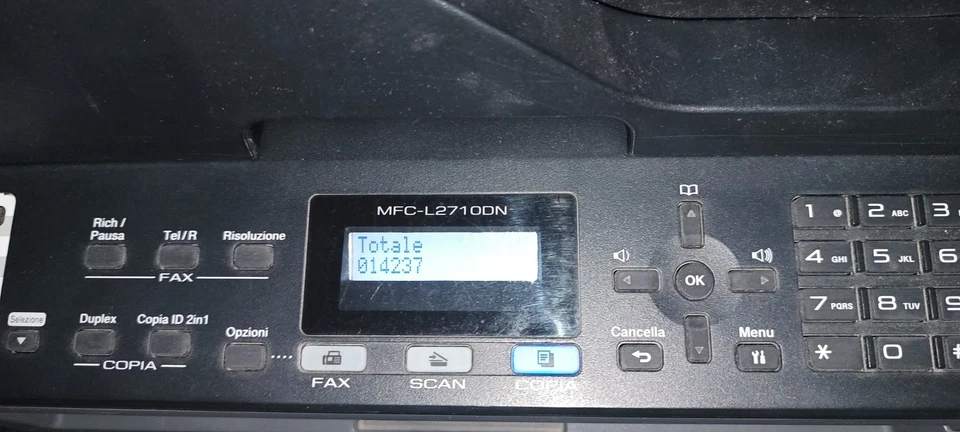 MFC-L2710DN
Totale
014237
Rich /
Pausa
Tel/R
Risoluzione
FAX
Selezione
Duplex
Copia ID 2in1
Opzioni
COPIA
FAX
SCAN
COPIA
OK
Cancella
Menu
1 @
2 ABC
3
4 GHI
5 JKL
6
7 PQRS
8 TUV
9
*
0
#